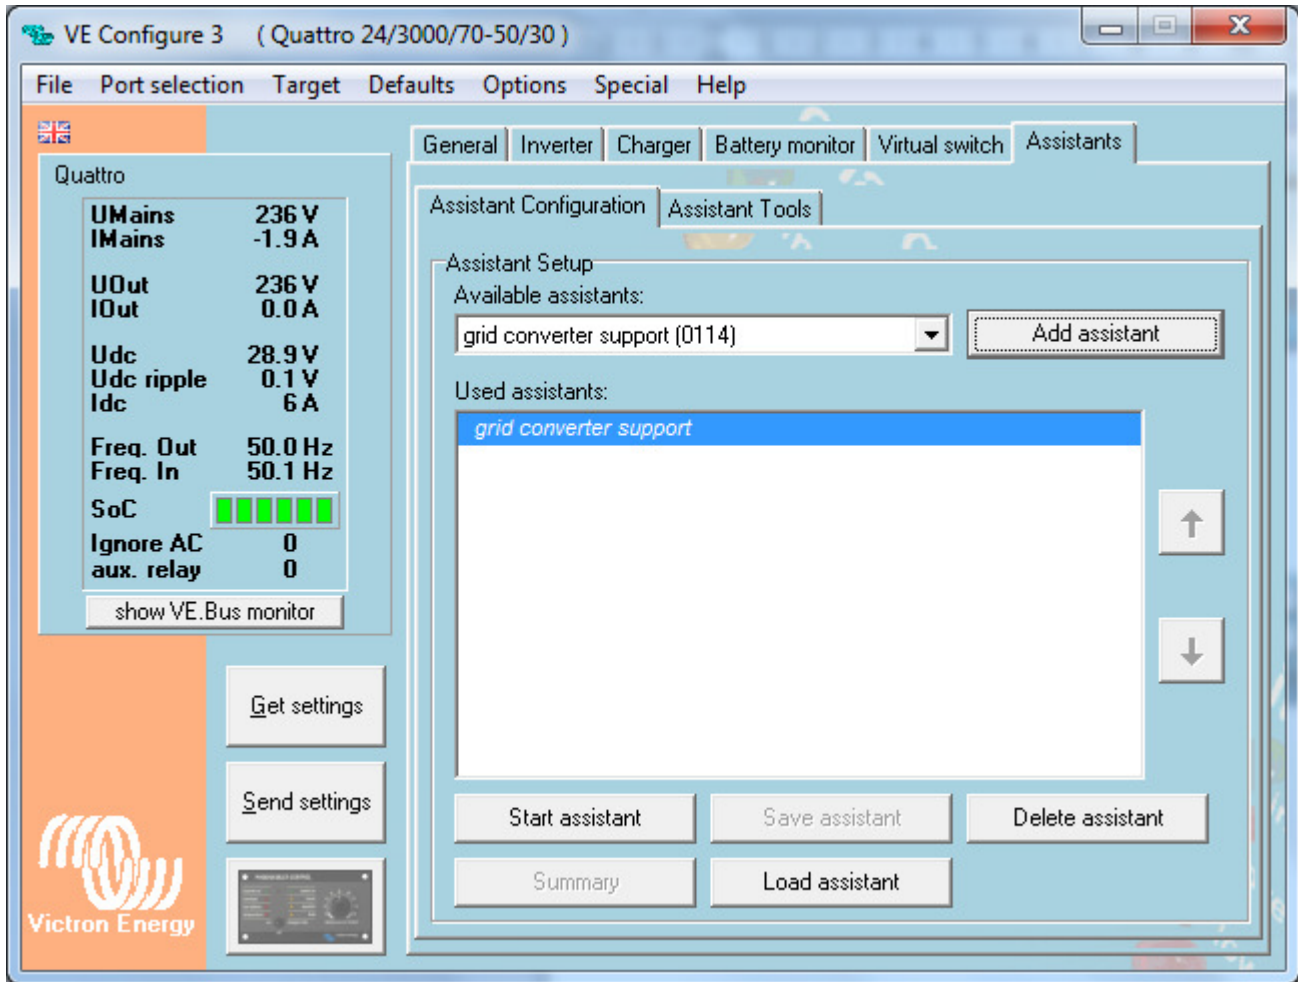 VE Configure 3 ( Quattro 24/3000/70-50/30 )
File Port selection Target Defaults Options Special Help
General Inverter Charger Battery monitor Virtual switch Assistants
Quattro
UMains 236 V
IMains -1.9 A
UOut 236 V
IOut 0.0 A
Udc 28.9 V
Udc ripple 0.1 V
Idc 6 A
Freq. Out 50.0 Hz
Freq. In 50.1 Hz
SoC
Ignore AC 0
aux. relay 0
show VE.Bus monitor
Get settings
Send settings
Victron Energy
Assistant Configuration Assistant Tools
Assistant Setup
Available assistants:
grid converter support (0114) Add assistant
Used assistants:
grid converter support
Start assistant Save assistant Delete assistant
Summary Load assistant